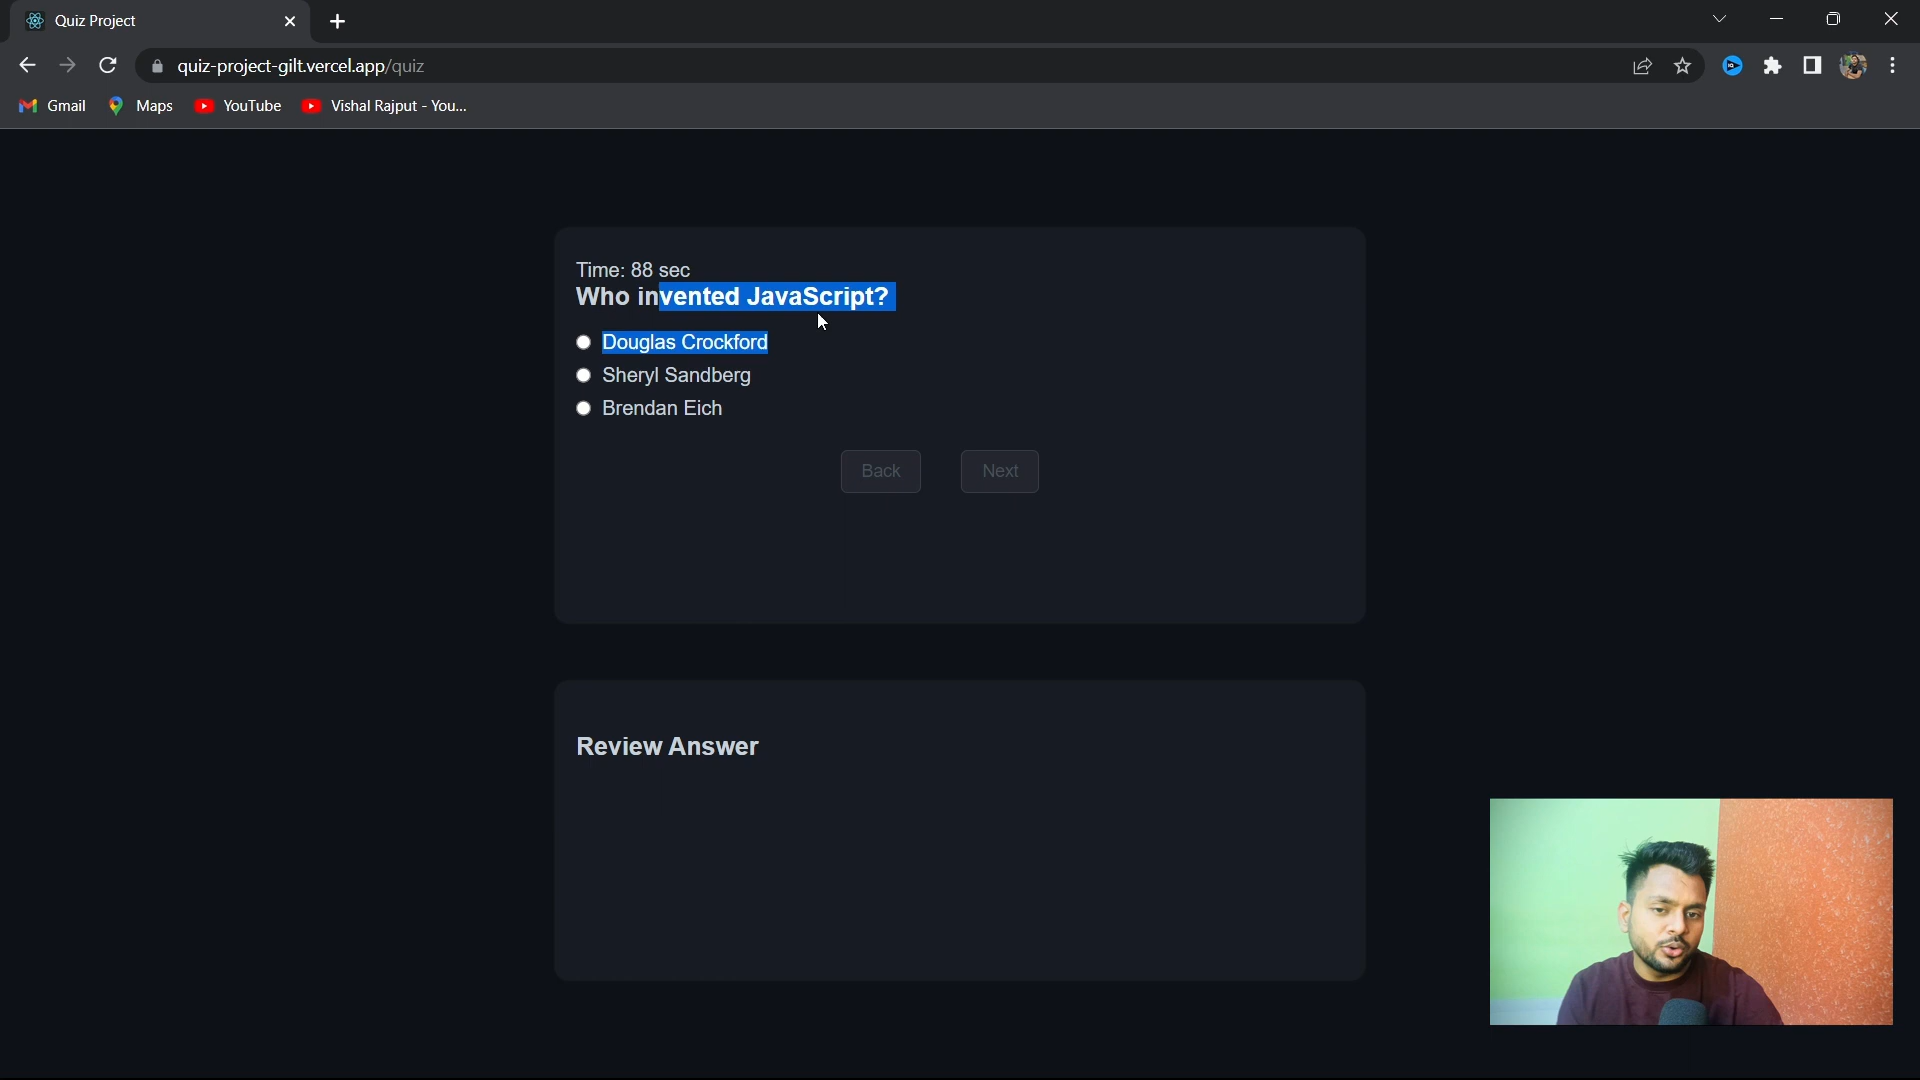 Quiz Project
quiz-project-gilt.vercel.app/quiz
Gmail
Maps
YouTube
Vishal Rajput - You...
Time: 88 sec
Who invented JavaScript?
Douglas Crockford
Sheryl Sandberg
Brendan Eich
Back
Next
Review Answer